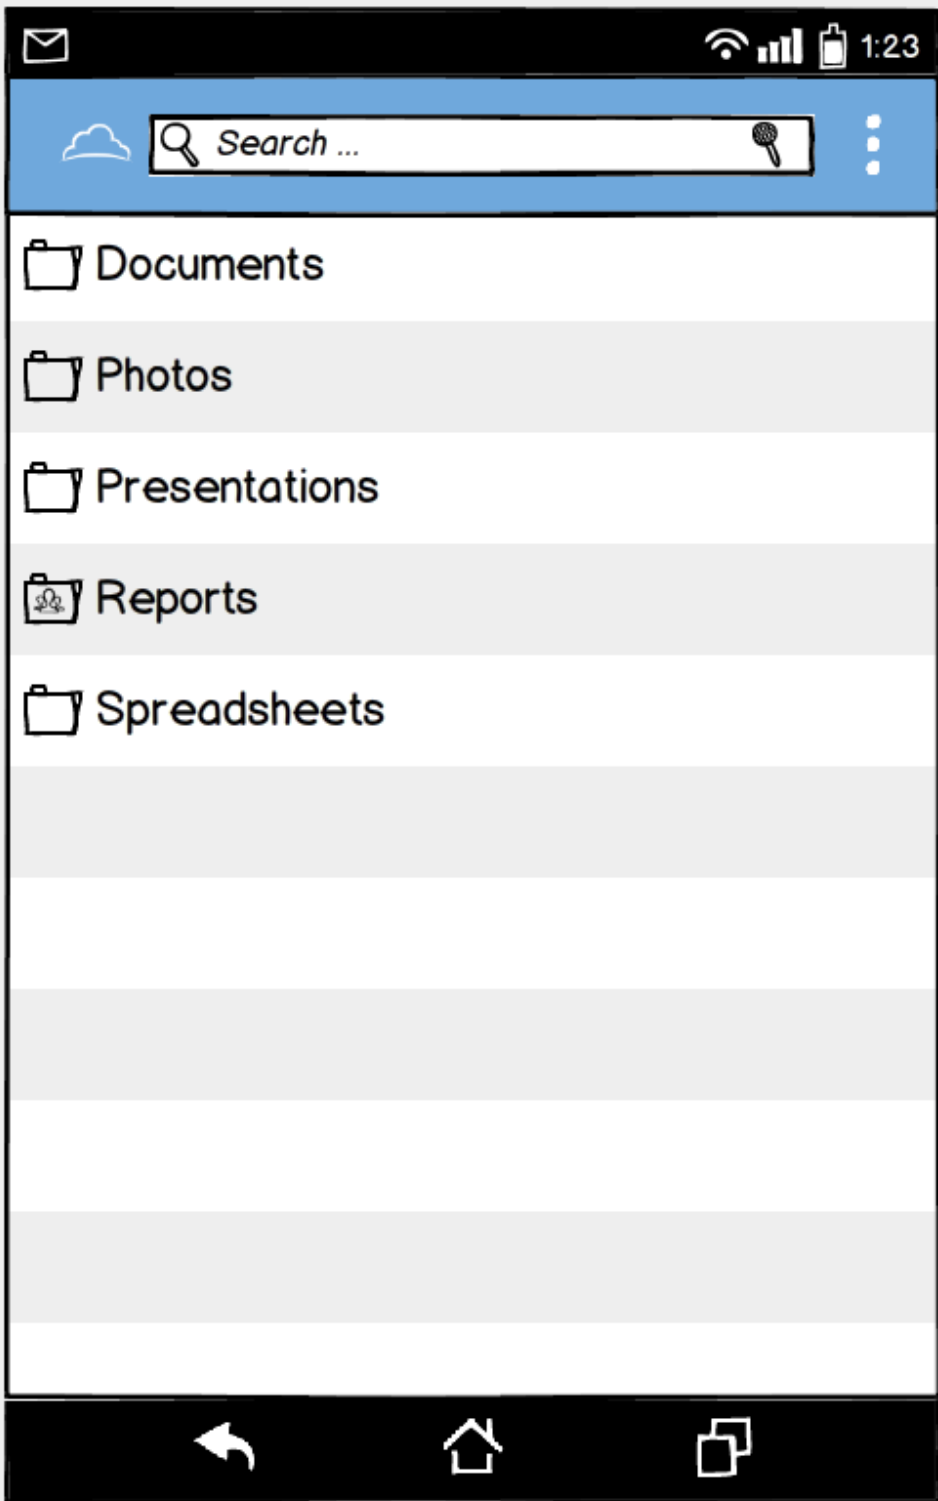 1:23
Search ...
Documents
Photos
Presentations
Reports
Spreadsheets